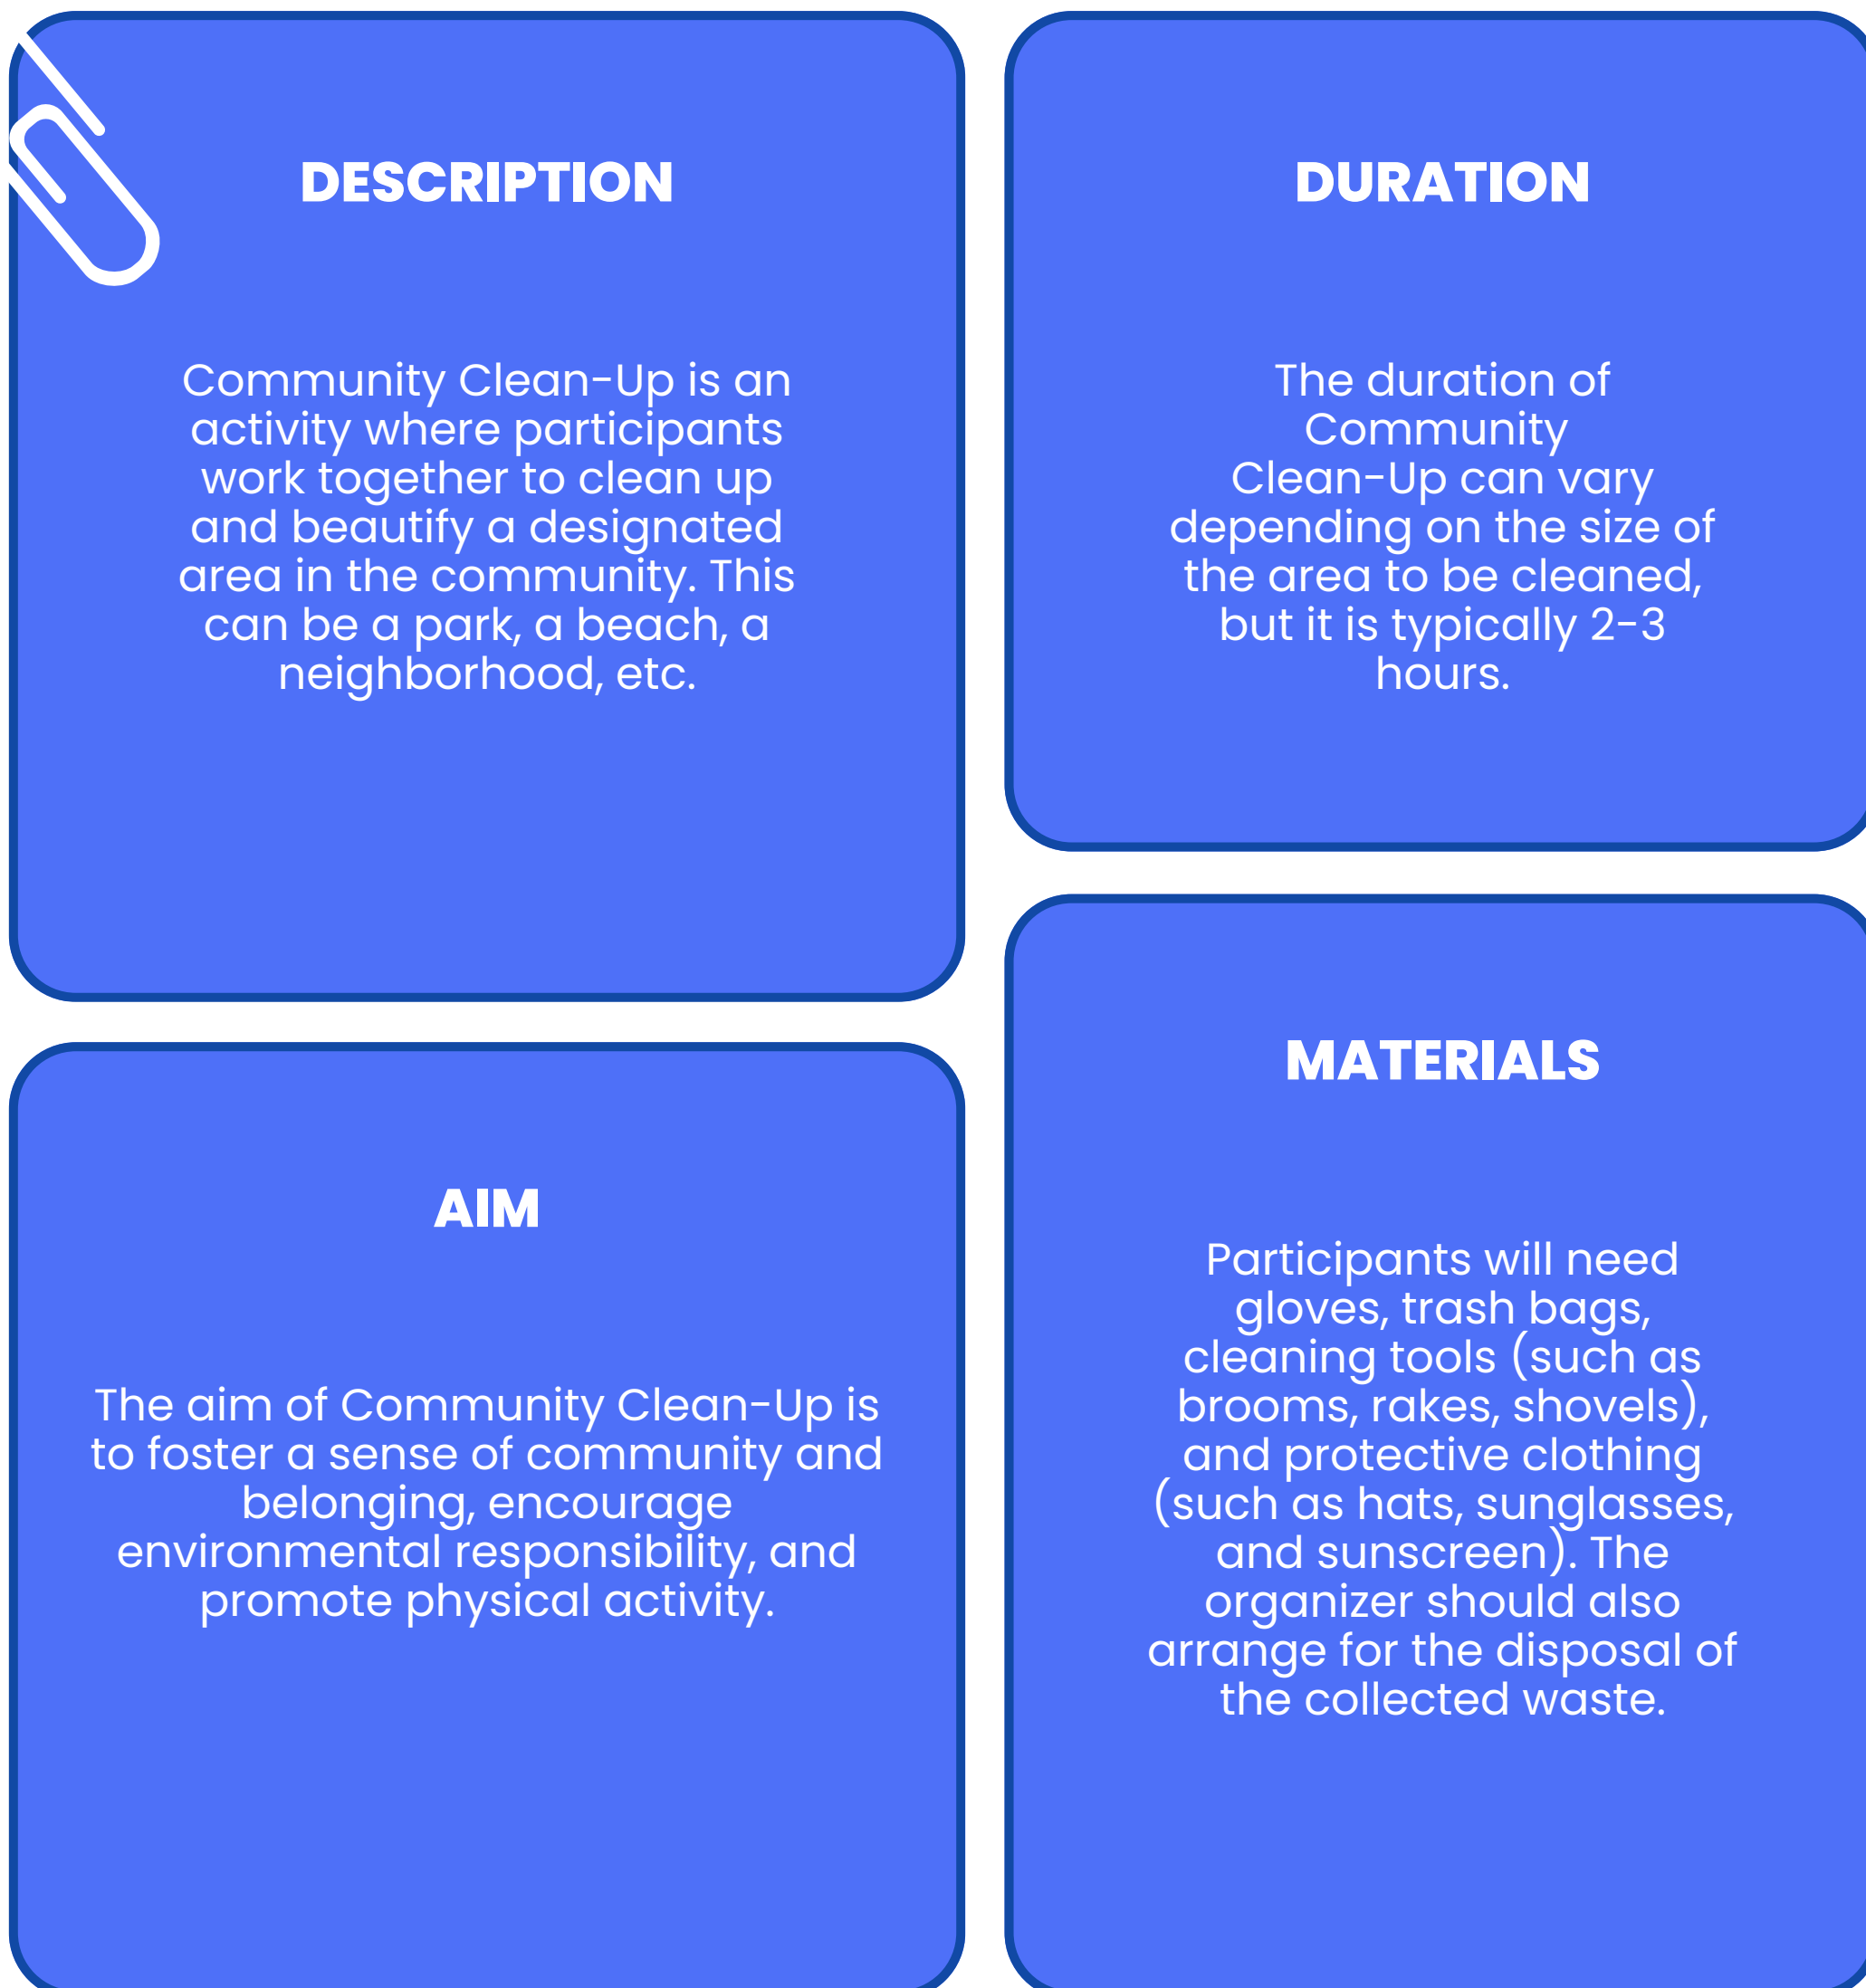 DESCRIPTION
Community Clean-Up is an
activity where participants
work together to clean up
and beautify a designated
area in the community. This
can be a park, a beach, a
neighborhood, etc.
DURATION
The duration of
Community
Clean-Up can vary
depending on the size of
the area to be cleaned,
but it is typically 2-3
hours.
AIM
The aim of Community Clean-Up is
to foster a sense of community and
belonging, encourage
environmental responsibility, and
promote physical activity.
MATERIALS
Participants will need
gloves, trash bags,
cleaning tools (such as
brooms, rakes, shovels),
and protective clothing
(such as hats, sunglasses,
and sunscreen). The
organizer should also
arrange for the disposal of
the collected waste.